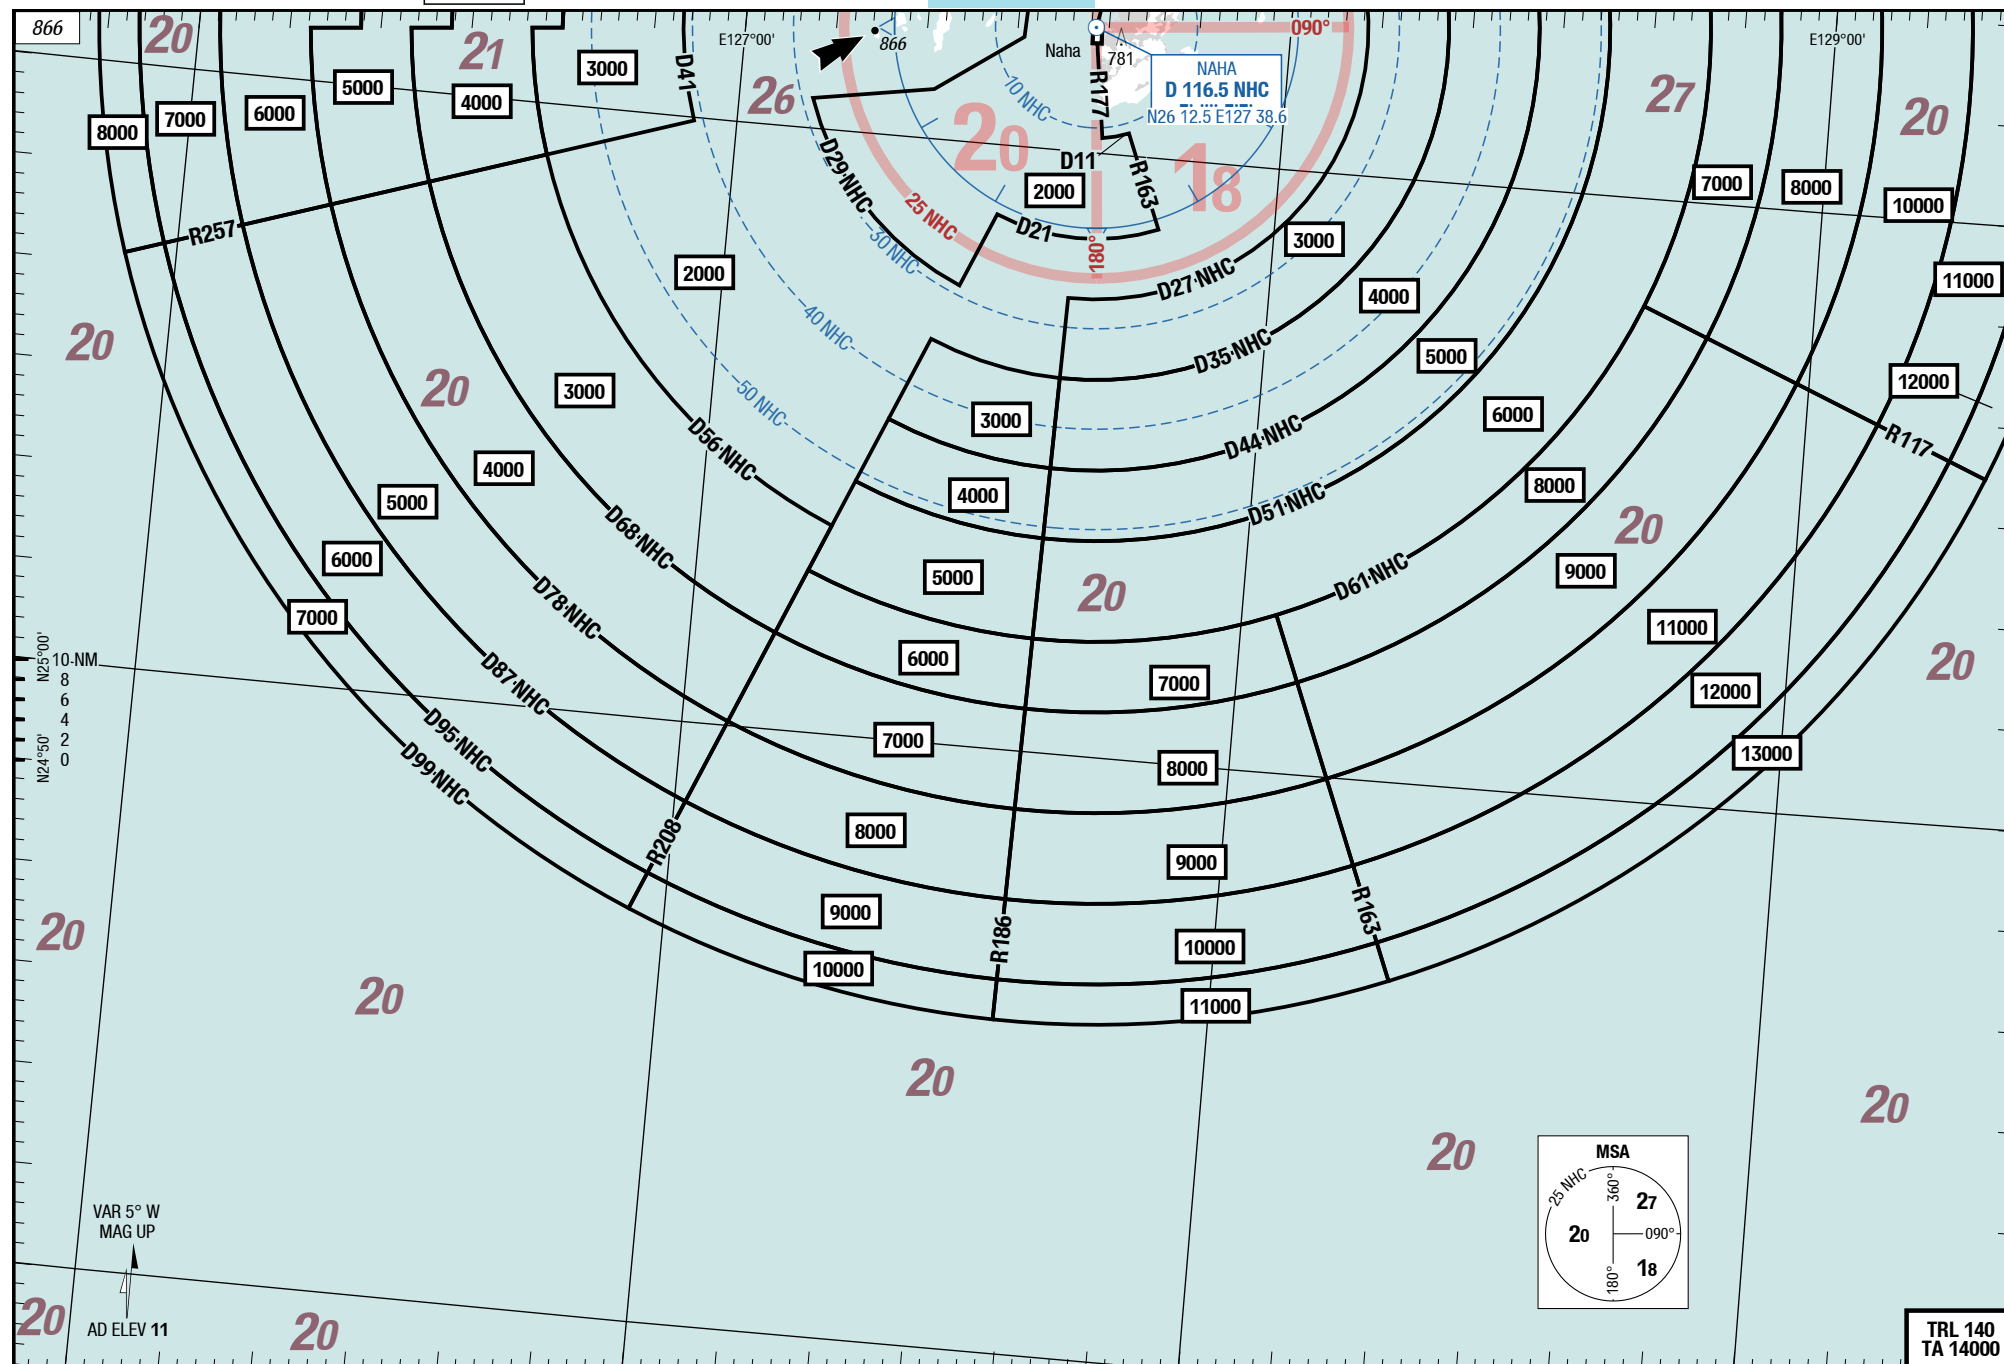 866
20
21
5000
3000
D41
E127°00'
26
866
Naha
781
10 NHC
R177
090°
NAHA
D 116.5 NHC
N26 12.5 E127 38.6
27
E129°00'
20
8000
7000
6000
4000
20
18
D11
R163
2000
D29 NHC
25 NHC
30 NHC
D21
180°
7000
8000
10000
R257
2000
3000
D27 NHC
4000
11000
20
40 NHC
D35 NHC
5000
12000
20
3000
50 NHC
3000
6000
R117
D56 NHC
D44 NHC
4000
5000
4000
D51 NHC
8000
20
D68 NHC
6000
5000
20
D61 NHC
9000
7000
D78 NHC
11000
N25°00'
10 NM
8
6
4
2
0
N24°50'
D87 NHC
6000
7000
12000
20
D95 NHC
7000
8000
13000
D99 NHC
R208
8000
9000
20
9000
R186
10000
R163
10000
11000
20
20
20
20
MSA
25 NHC
360°
27
20
090°
18
180°
VAR 5° W
MAG UP
AD ELEV 11
20
20
TRL 140
TA 14000